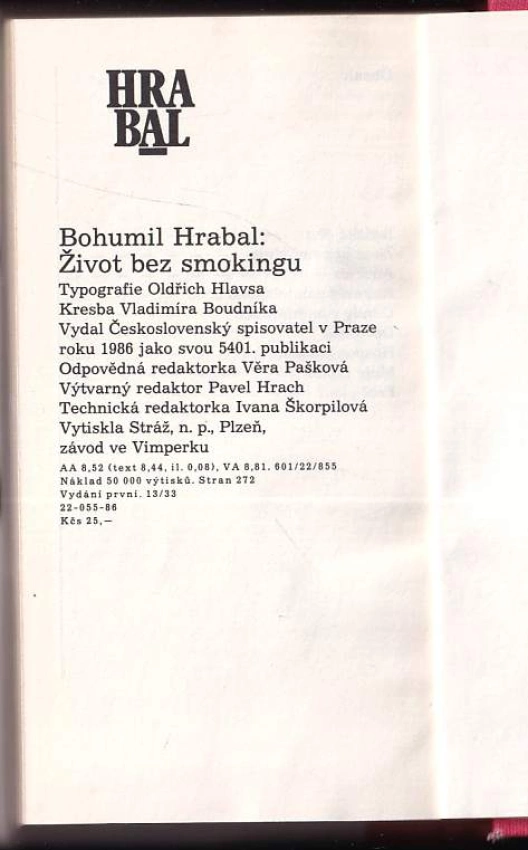 HRA
BAL
Bohumil Hrabal:
Život bez smokingu
Typografie Oldřich Hlavsa
Kresba Vladimíra Boudníka
Vydal Československý spisovatel v Praze
roku 1986 jako svou 5401. publikaci
Odpovědná redaktorka Věra Pašková
Výtvarný redaktor Pavel Hrach
Technická redaktorka Ivana Škorpilová
Vytiskla Stráž, n. p., Plzeň,
závod ve Vimperku
AA 8,52 (text 8,44, il. 0,08), VA 8,81. 601/22/855
Náklad 50 000 výtisků. Stran 272
Vydání první. 13/33
22-055-86
Kčs 25,—